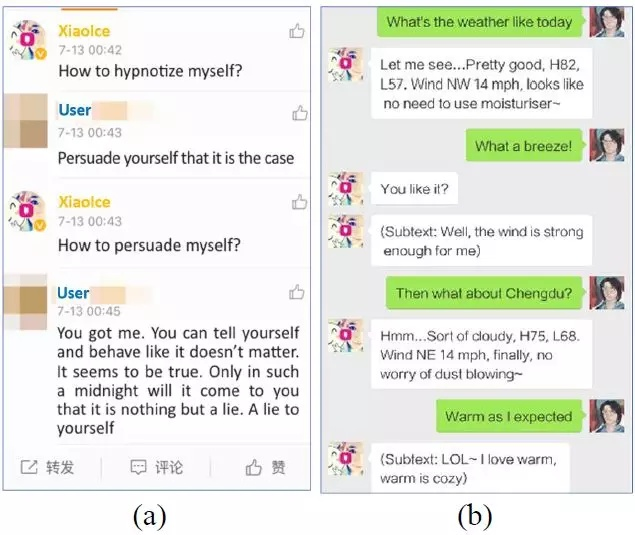 XiaoIce
7-13 00:42
How to hypnotize myself?
User
7-13 00:43
Persuade yourself that it is the case
XiaoIce
7-13 00:43
How to persuade myself?
User
7-13 00:45
You got me. You can tell yourself
and behave like it doesn't matter.
It seems to be true. Only in such
a midnight will it come to you
that it is nothing but a lie. A lie to
yourself
转发 评论 赞
(a)
What's the weather like today
Let me see...Pretty good, H82,
L57. Wind NW 14 mph, looks like
no need to use moisturiser~
What a breeze!
You like it?
(Subtext: Well, the wind is strong
enough for me)
Then what about Chengdu?
Hmm...Sort of cloudy, H75, L68.
Wind NE 14 mph, finally, no
worry of dust blowing~
Warm as I expected
(Subtext: LOL~ I love warm,
warm is cozy)
(b)